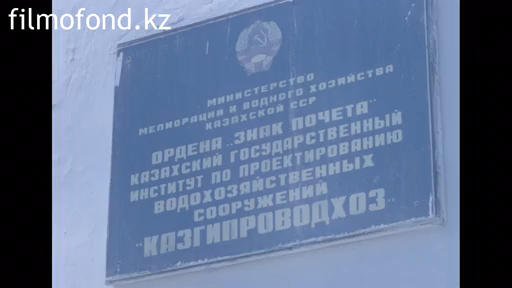 filmofond.kz
МИНИСТЕРСТВО
МЕЛИОРАЦИИ И ВОДНОГО ХОЗЯЙСТВА
КАЗАХСКОЙ ССР
ОРДЕНА „ЗНАК ПОЧЕТА"
КАЗАХСКИЙ ГОСУДАРСТВЕННЫЙ
ИНСТИТУТ ПО ПРОЕКТИРОВАНИЮ
ВОДОХОЗЯЙСТВЕННЫХ
СООРУЖЕНИЙ
"КАЗГИПРОВОДХОЗ"